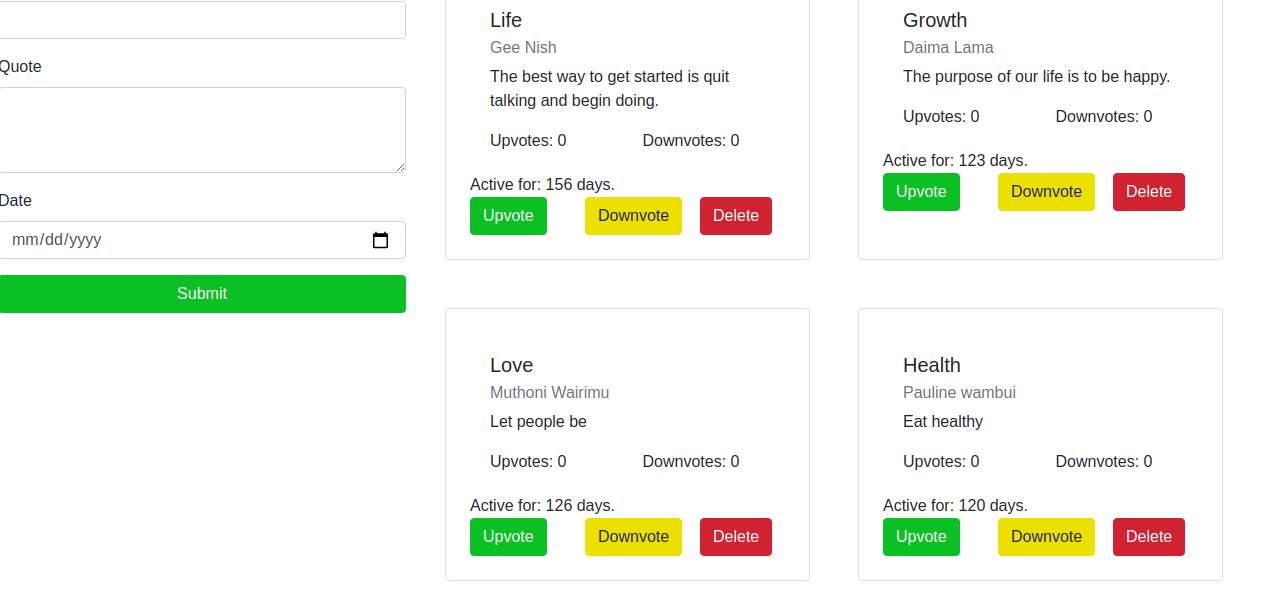 Quote
Date
mm/dd/yyyy
Submit
Life
Gee Nish
The best way to get started is quit
talking and begin doing.
Upvotes: 0 Downvotes: 0
Active for: 156 days.
Upvote Downvote Delete
Growth
Daima Lama
The purpose of our life is to be happy.
Upvotes: 0 Downvotes: 0
Active for: 123 days.
Upvote Downvote Delete
Love
Muthoni Wairimu
Let people be
Upvotes: 0 Downvotes: 0
Active for: 126 days.
Upvote Downvote Delete
Health
Pauline wambui
Eat healthy
Upvotes: 0 Downvotes: 0
Active for: 120 days.
Upvote Downvote Delete